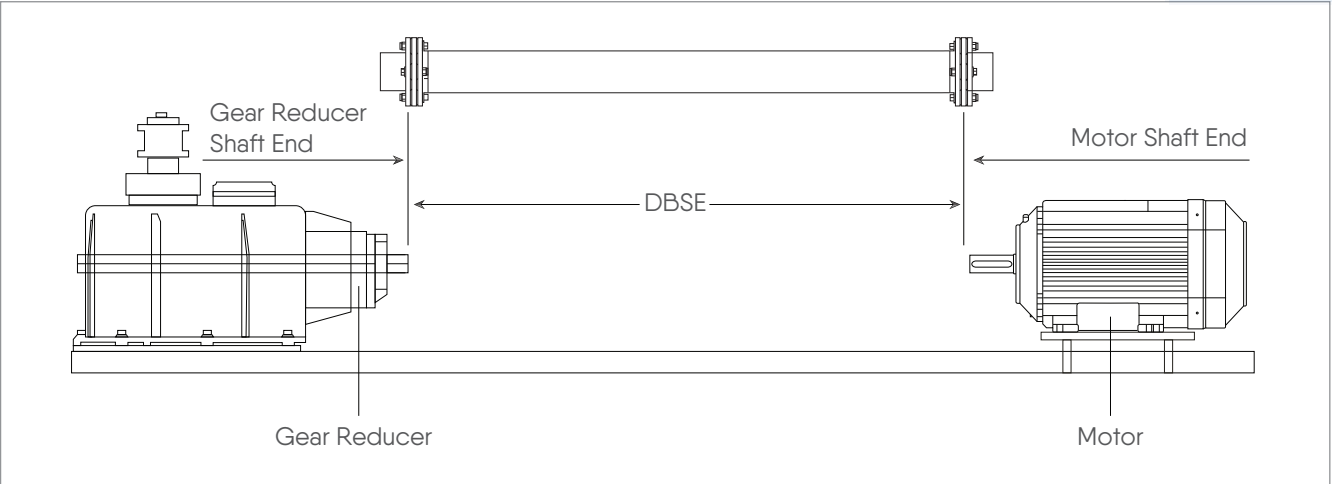 Gear Reducer
Shaft End
Motor Shaft End
DBSE
Gear Reducer
Motor